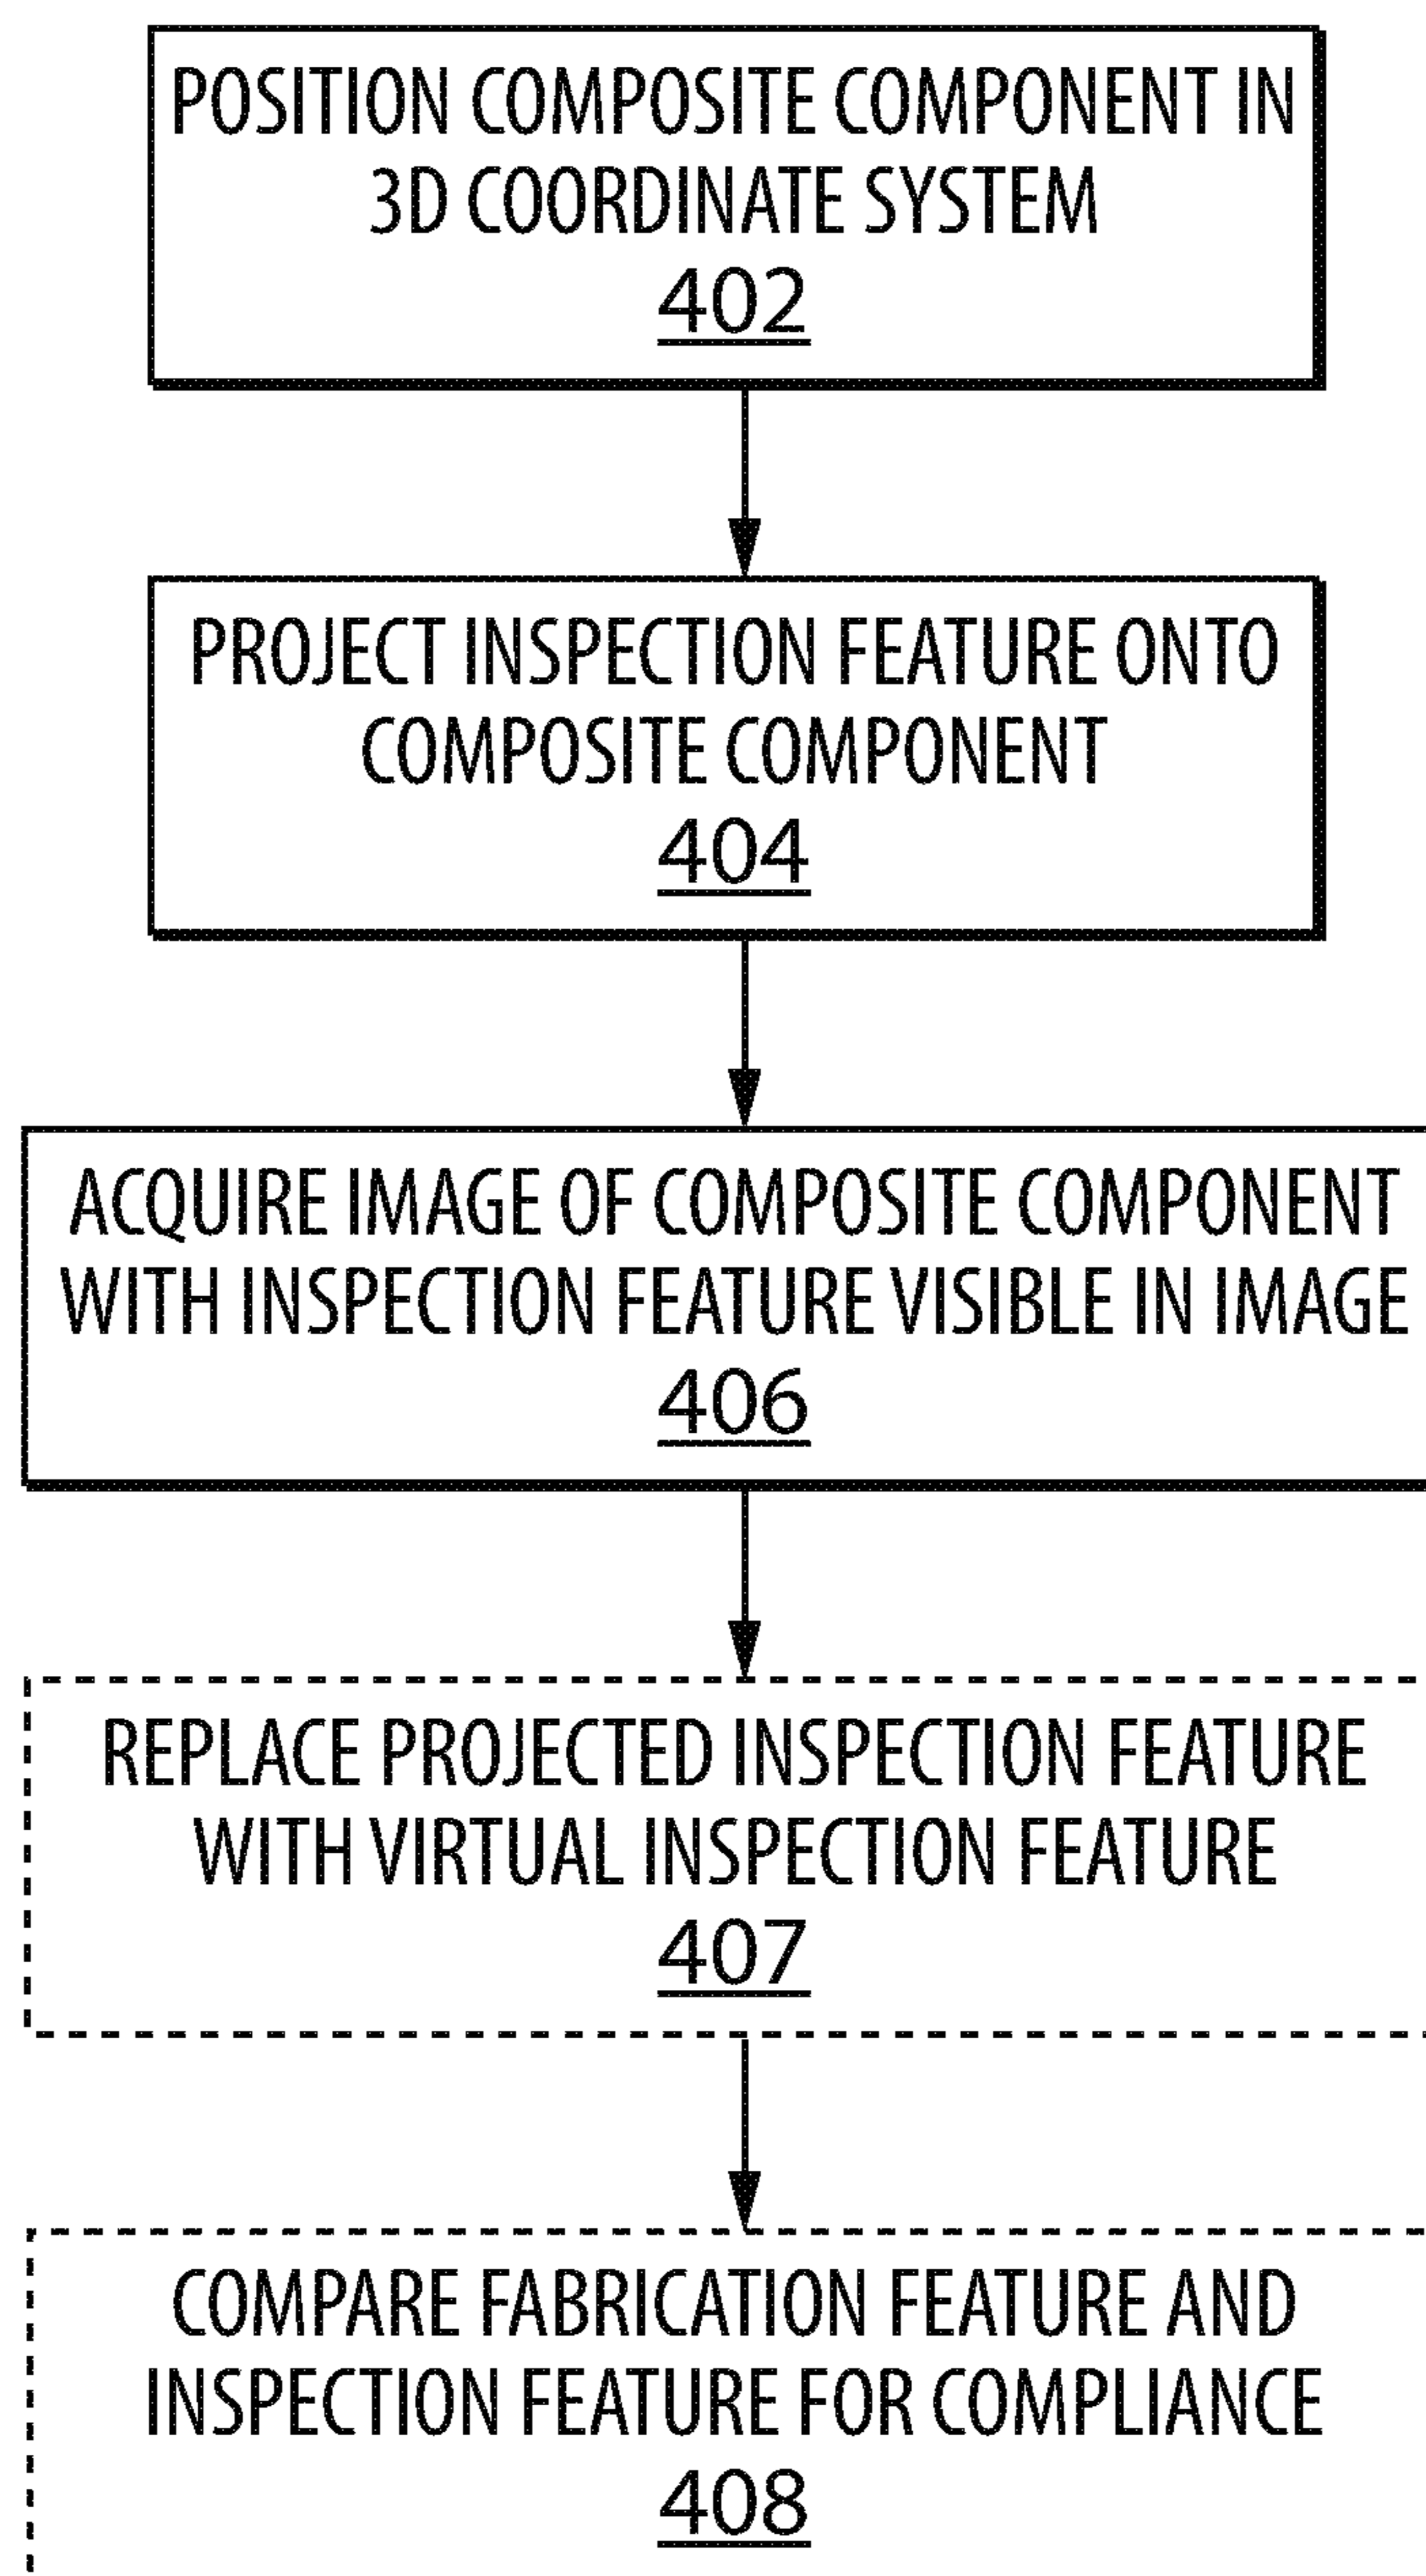 POSITION COMPOSITE COMPONENT IN
3D COORDINATE SYSTEM
402
PROJECT INSPECTION FEATURE ONTO
COMPOSITE COMPONENT
404
ACQUIRE IMAGE OF COMPOSITE COMPONENT
WITH INSPECTION FEATURE VISIBLE IN IMAGE
406
REPLACE PROJECTED INSPECTION FEATURE
WITH VIRTUAL INSPECTION FEATURE
407
COMPARE FABRICATION FEATURE AND
INSPECTION FEATURE FOR COMPLIANCE
408